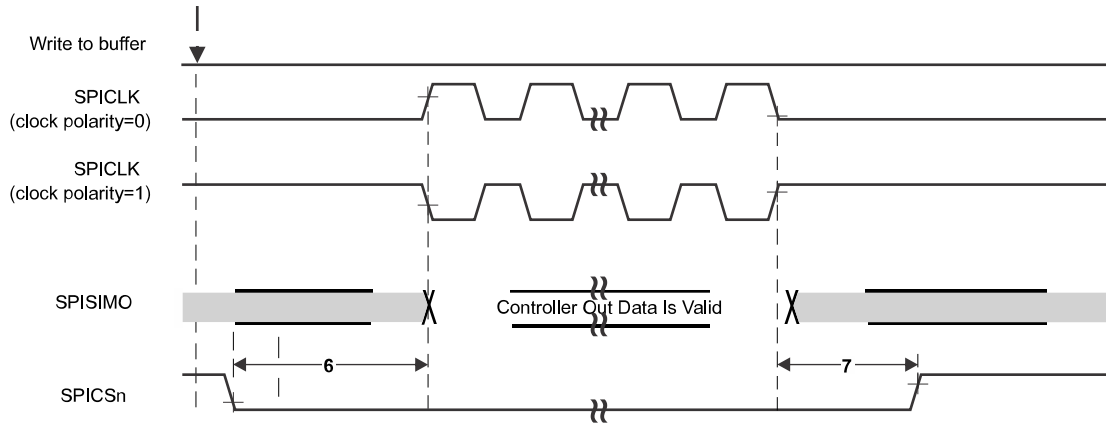 Write to buffer
SPICLK
(clock polarity=0)
SPICLK
(clock polarity=1)
SPISIMO
Controller Out Data Is Valid
6
7
SPICSn